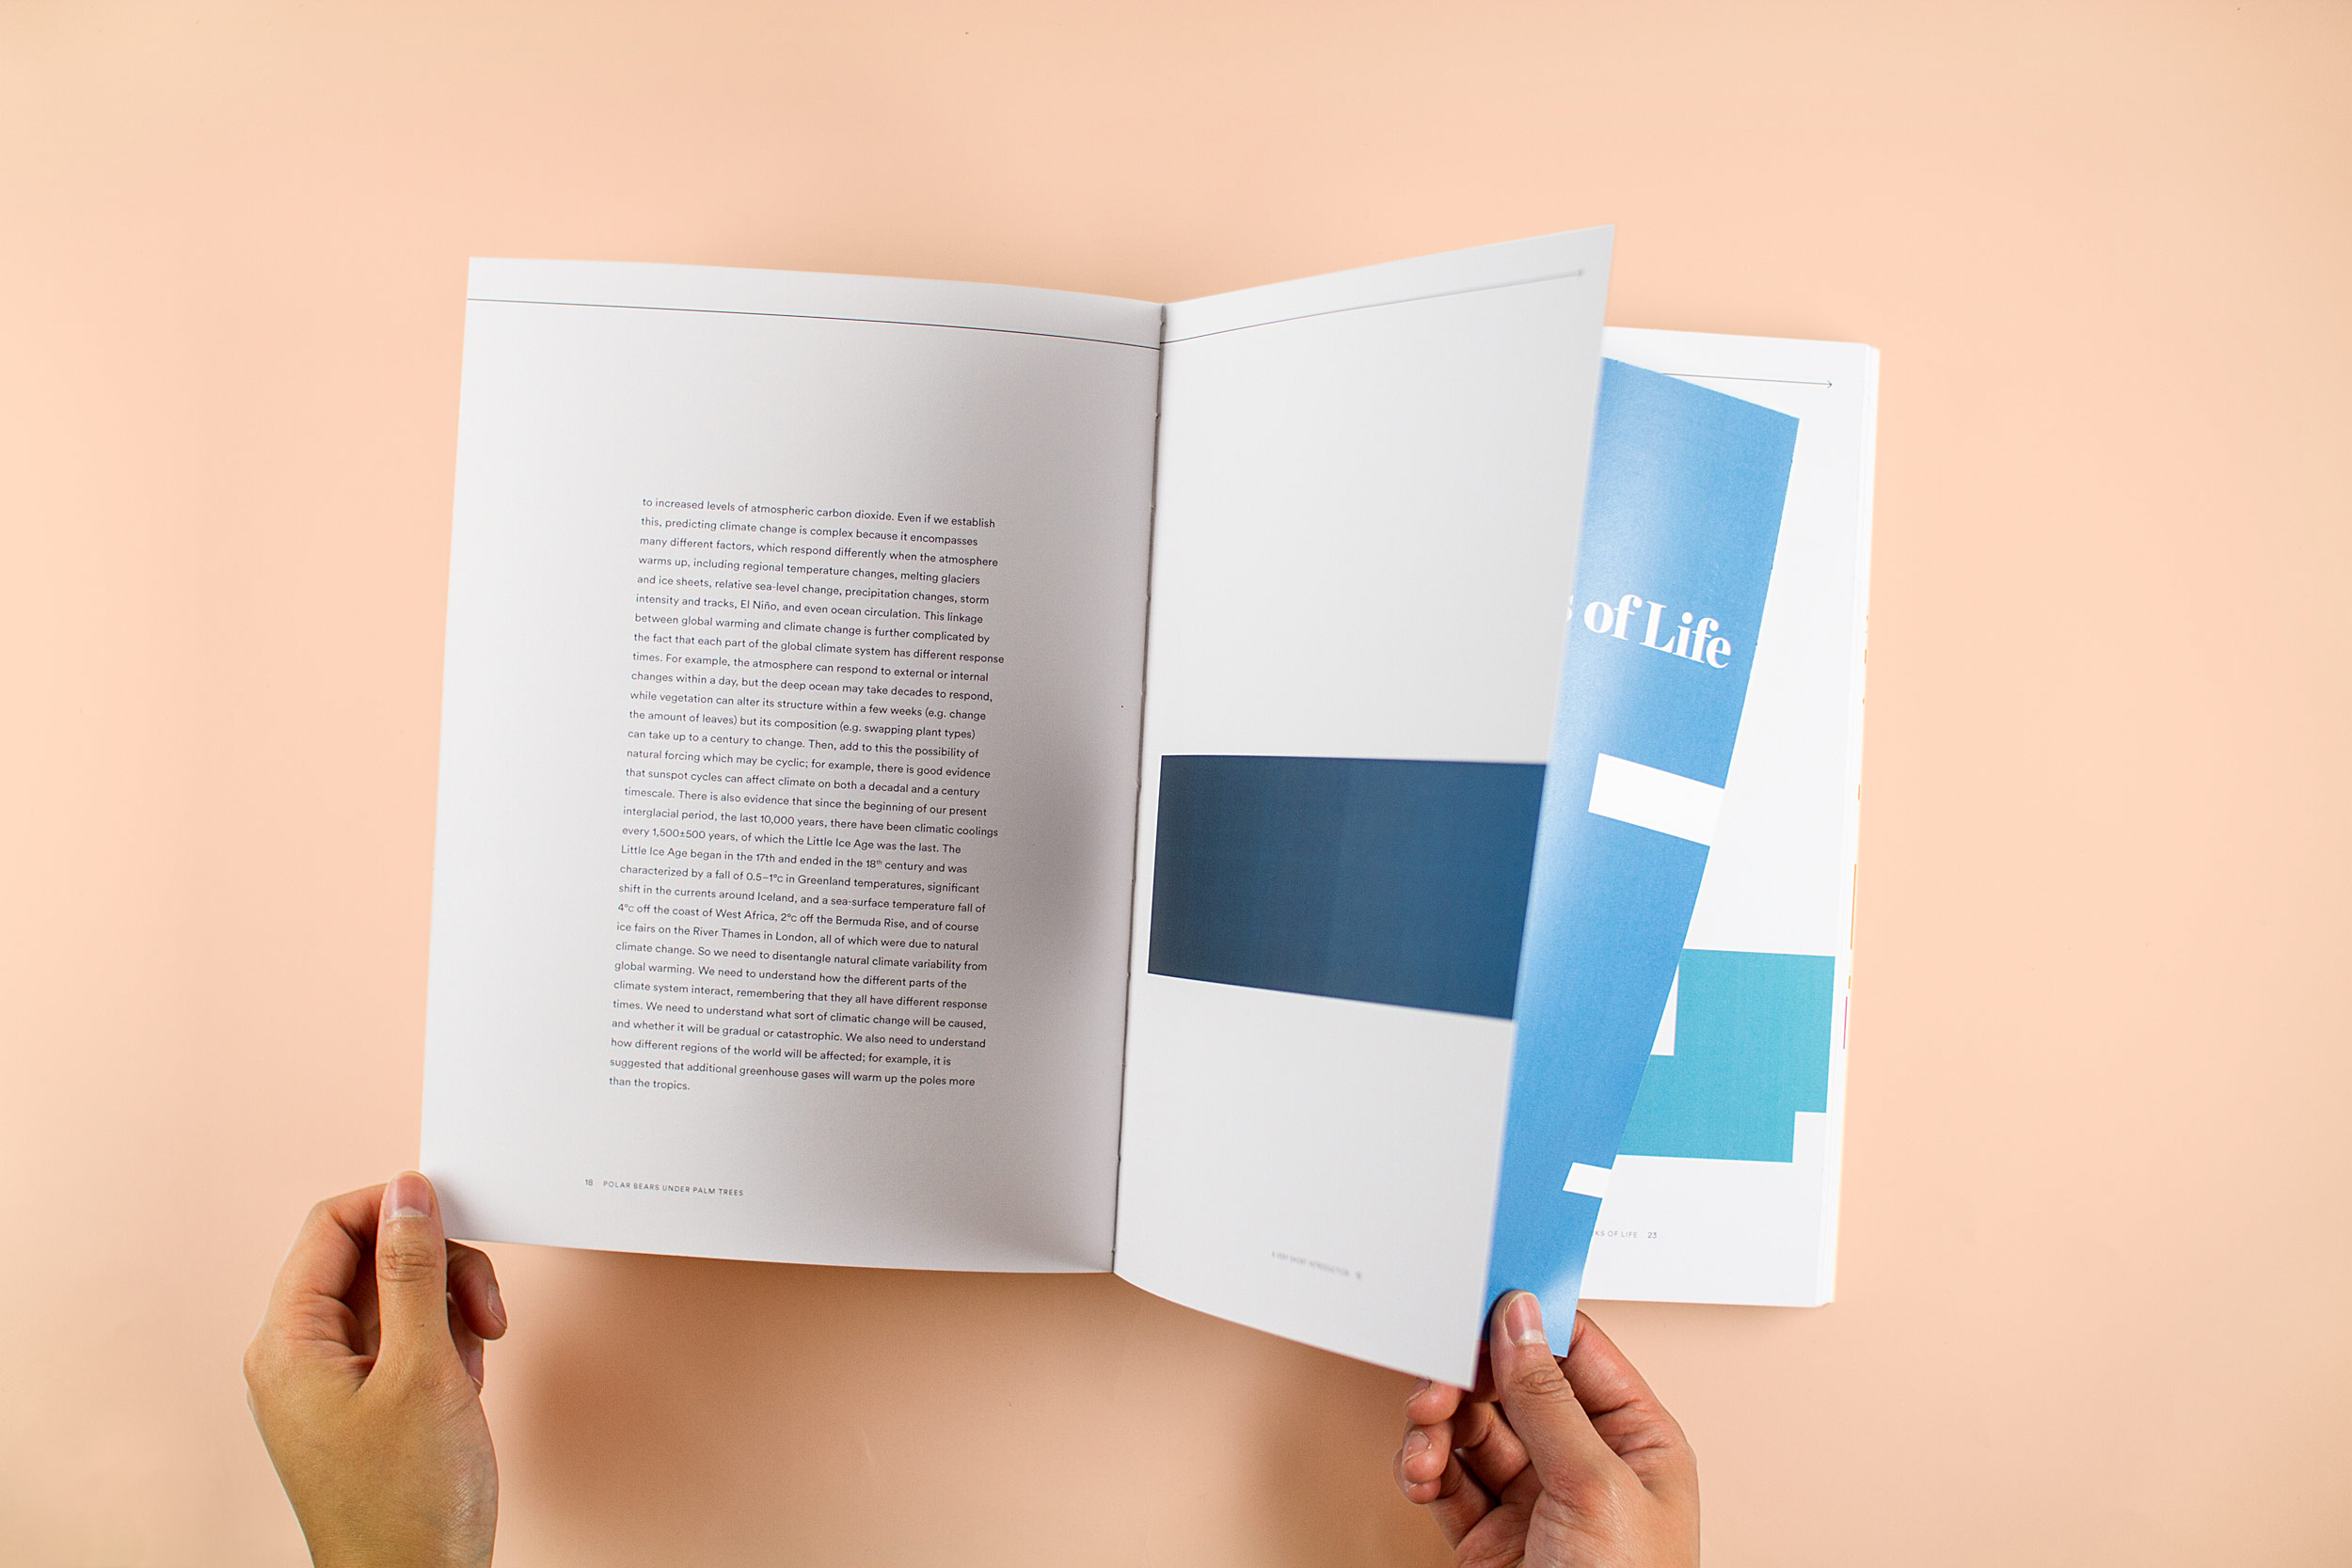 to increased levels of atmospheric carbon dioxide. Even if we establish
this, predicting climate change is complex because it encompasses
many different factors, which respond differently when the atmosphere
warms up, including regional temperature changes, melting glaciers
and ice sheets, relative sea-level change, precipitation changes, storm
intensity and tracks, El Niño, and even ocean circulation. This linkage
between global warming and climate change is further complicated by
the fact that each part of the global climate system has different response
times. For example, the atmosphere can respond to external or internal
changes within a day, but the deep ocean may take decades to respond,
while vegetation can alter its structure within a few weeks (e.g. change
the amount of leaves) but its composition (e.g. swapping plant types)
can take up to a century to change. Then, add to this the possibility of
natural forcing which may be cyclic; for example, there is good evidence
that sunspot cycles can affect climate on both a decadal and a century
timescale. There is also evidence that since the beginning of our present
interglacial period, the last 10,000 years, there have been climatic coolings
every 1,500±500 years, of which the Little Ice Age was the last. The
Little Ice Age began in the 17th and ended in the 18th century and was
characterized by a fall of 0.5–1°c in Greenland temperatures, significant
shift in the currents around Iceland, and a sea-surface temperature fall of
4°c off the coast of West Africa, 2°c off the Bermuda Rise, and of course
ice fairs on the River Thames in London, all of which were due to natural
climate change. So we need to disentangle natural climate variability from
global warming. We need to understand how the different parts of the
climate system interact, remembering that they all have different response
times. We need to understand what sort of climatic change will be caused,
and whether it will be gradual or catastrophic. We also need to understand
how different regions of the world will be affected; for example, it is
suggested that additional greenhouse gases will warm up the poles more
than the tropics.
18 POLAR BEARS UNDER PALM TREES
A VERY SHORT INTRODUCTION
s of Life
KS OF LIFE 23